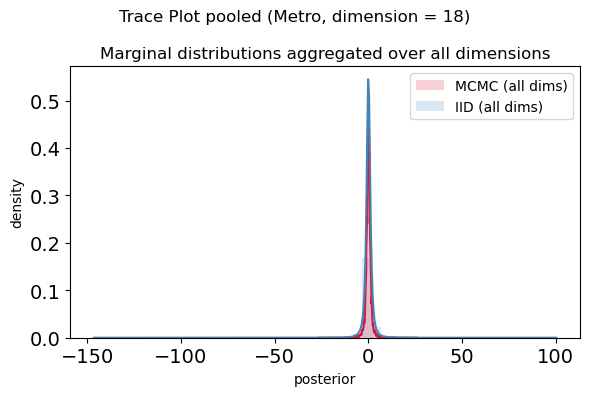 Trace Plot pooled (Metro, dimension = 18)
Marginal distributions aggregated over all dimensions
MCMC (all dims)
IID (all dims)
density
0.5
0.4
0.3
0.2
0.1
0.0
−150
−100
−50
0
50
100
posterior